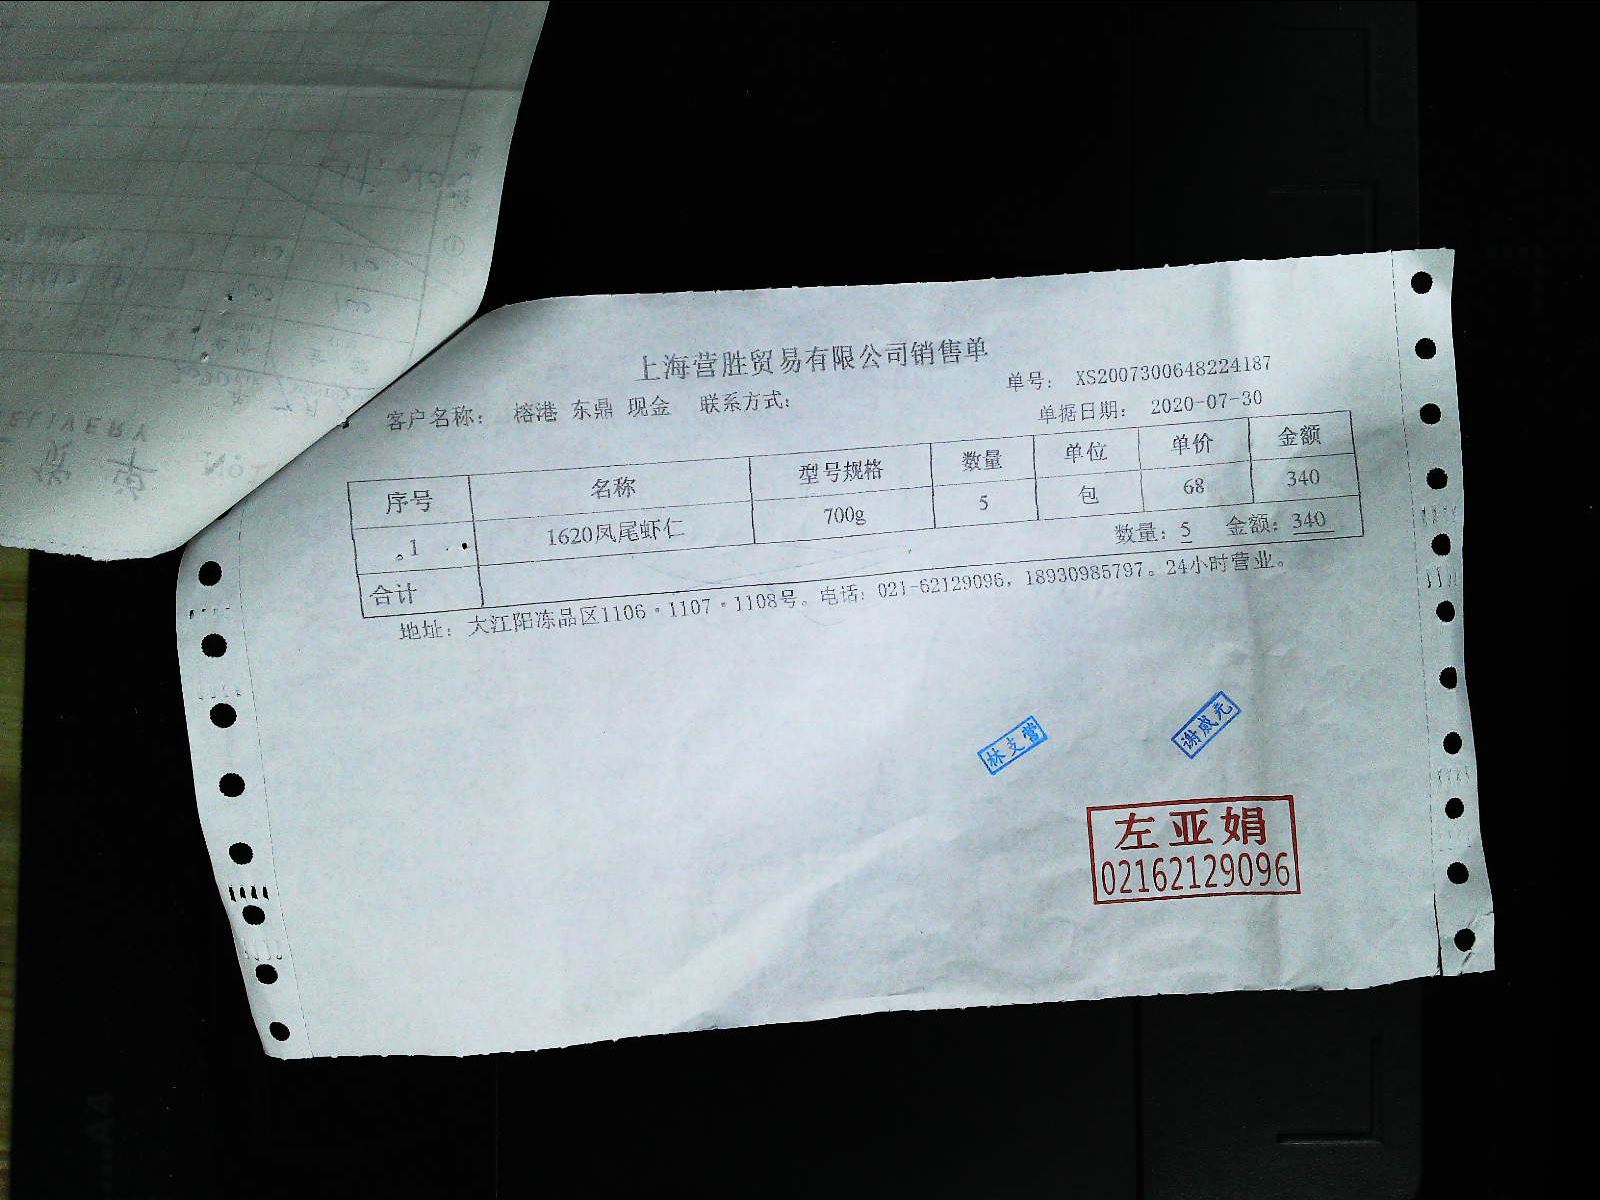 上海营胜贸易有限公司销售单
单号： XS2007300648224187
客户名称： 榕港 东鼎 现金 联系方式：
单据日期： 2020-07-30
序号 名称 型号规格 数量 单位 单价 金额
1 1620凤尾虾仁 700g 5 包 68 340
合计 数量：5 金额：340
地址：大江阳冻品区1106·1107·1108号。电话：021-62129096，18930985797。24小时营业。
林支営
谢成元
左亚娟
02162129096